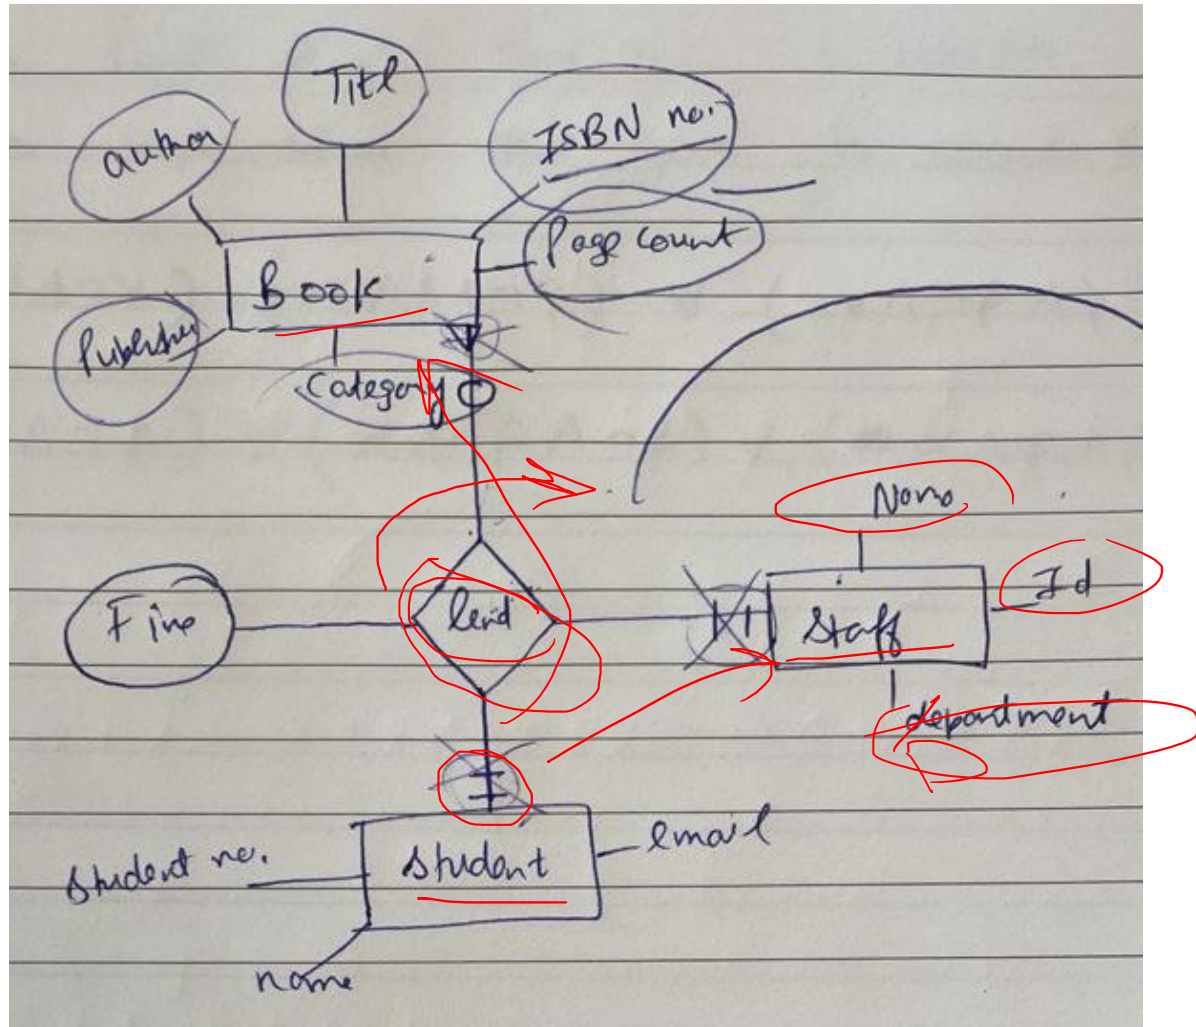 Titl
author
ISBN no.
Page count
Book
Publisher
Category
Name
Id
Fine
lend
Staff
department
Student no.
Student
email
name